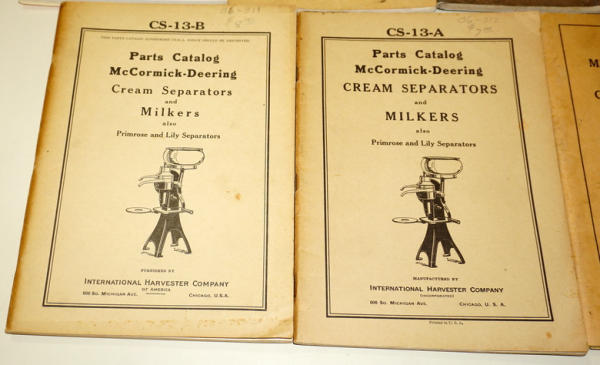 CS-13-B
Parts Catalog
McCormick-Deering
Cream Separators
and
Milkers
also
Primrose and Lily Separators
PUBLISHED BY
INTERNATIONAL HARVESTER COMPANY
OF AMERICA
606 SO. MICHIGAN AVE. CHICAGO, U.S.A.
CS-13-A
Parts Catalog
McCormick-Deering
CREAM SEPARATORS
and
MILKERS
also
Primrose and Lily Separators
MANUFACTURED BY
INTERNATIONAL HARVESTER COMPANY
(INCORPORATED)
606 SO. MICHIGAN AVE. CHICAGO, U. S. A.
Printed in U. S. A.